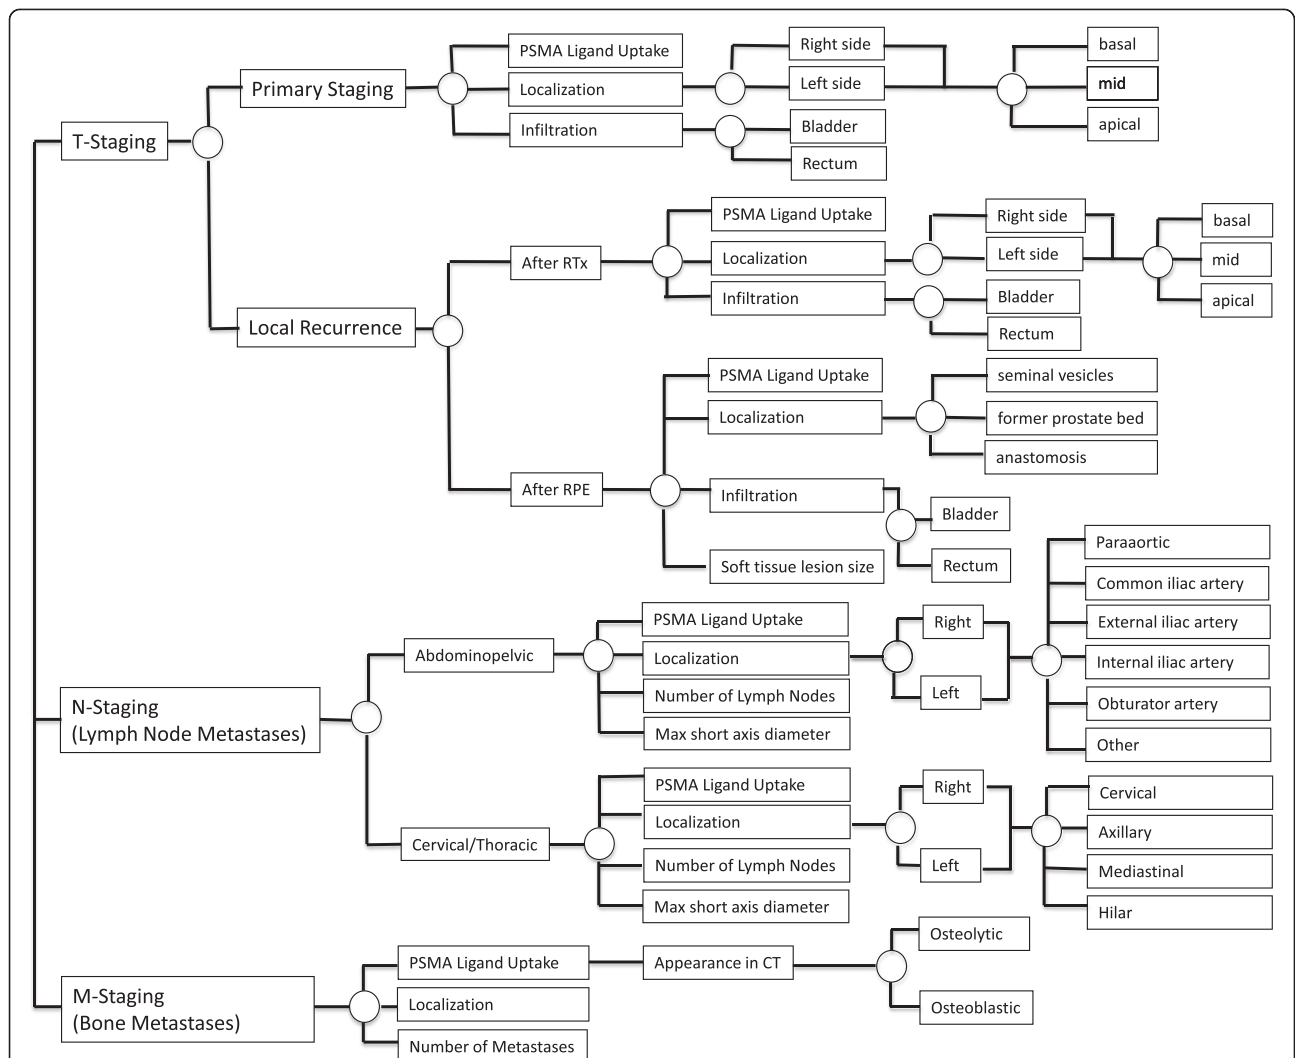 T-Staging
Primary Staging
PSMA Ligand Uptake
Localization
Right side
Left side
basal
mid
apical
Infiltration
Bladder
Rectum
Local Recurrence
After RTx
PSMA Ligand Uptake
Localization
Right side
Left side
basal
mid
apical
Infiltration
Bladder
Rectum
After RPE
PSMA Ligand Uptake
Localization
seminal vesicles
former prostate bed
anastomosis
Infiltration
Bladder
Rectum
Soft tissue lesion size
N-Staging
(Lymph Node Metastases)
Abdominopelvic
PSMA Ligand Uptake
Localization
Right
Left
Paraaortic
Common iliac artery
External iliac artery
Internal iliac artery
Obturator artery
Other
Number of Lymph Nodes
Max short axis diameter
Cervical/Thoracic
PSMA Ligand Uptake
Localization
Right
Left
Cervical
Axillary
Mediastinal
Hilar
Number of Lymph Nodes
Max short axis diameter
M-Staging
(Bone Metastases)
PSMA Ligand Uptake
Appearance in CT
Osteolytic
Osteoblastic
Localization
Number of Metastases